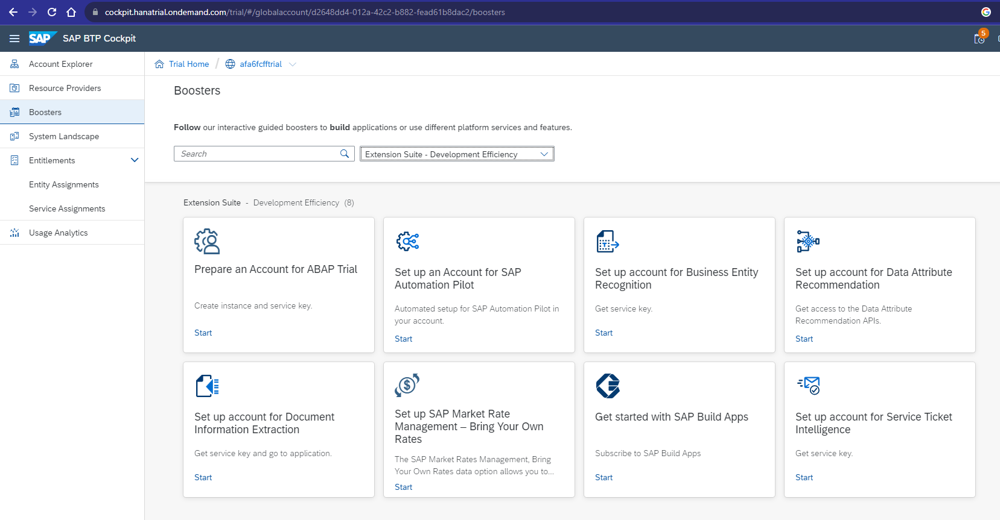 cockpit.hanatrial.ondemand.com/trial/#/globalaccount/d2648dd4-012a-42c2-b882-fead61b8dac2/boosters
SAP SAP BTP Cockpit
5
Account Explorer
Resource Providers
Boosters
System Landscape
Entitlements
Entity Assignments
Service Assignments
Usage Analytics
Trial Home / afa6fcfftrial
Boosters
Follow our interactive guided boosters to build applications or use different platform services and features.
Search
Extension Suite - Development Efficiency
Extension Suite - Development Efficiency (8)
Prepare an Account for ABAP Trial
Create instance and service key.
Start
Set up an Account for SAP
Automation Pilot
Automated setup for SAP Automation Pilot in
your account.
Start
Set up account for Business Entity
Recognition
Get service key.
Start
Set up account for Data Attribute
Recommendation
Get access to the Data Attribute
Recommendation APIs.
Start
Set up account for Document
Information Extraction
Get service key and go to application.
Start
Set up SAP Market Rate
Management – Bring Your Own
Rates
The SAP Market Rates Management, Bring
Your Own Rates data option allows you to...
Start
Get started with SAP Build Apps
Subscribe to SAP Build Apps
Start
Set up account for Service Ticket
Intelligence
Get service key.
Start